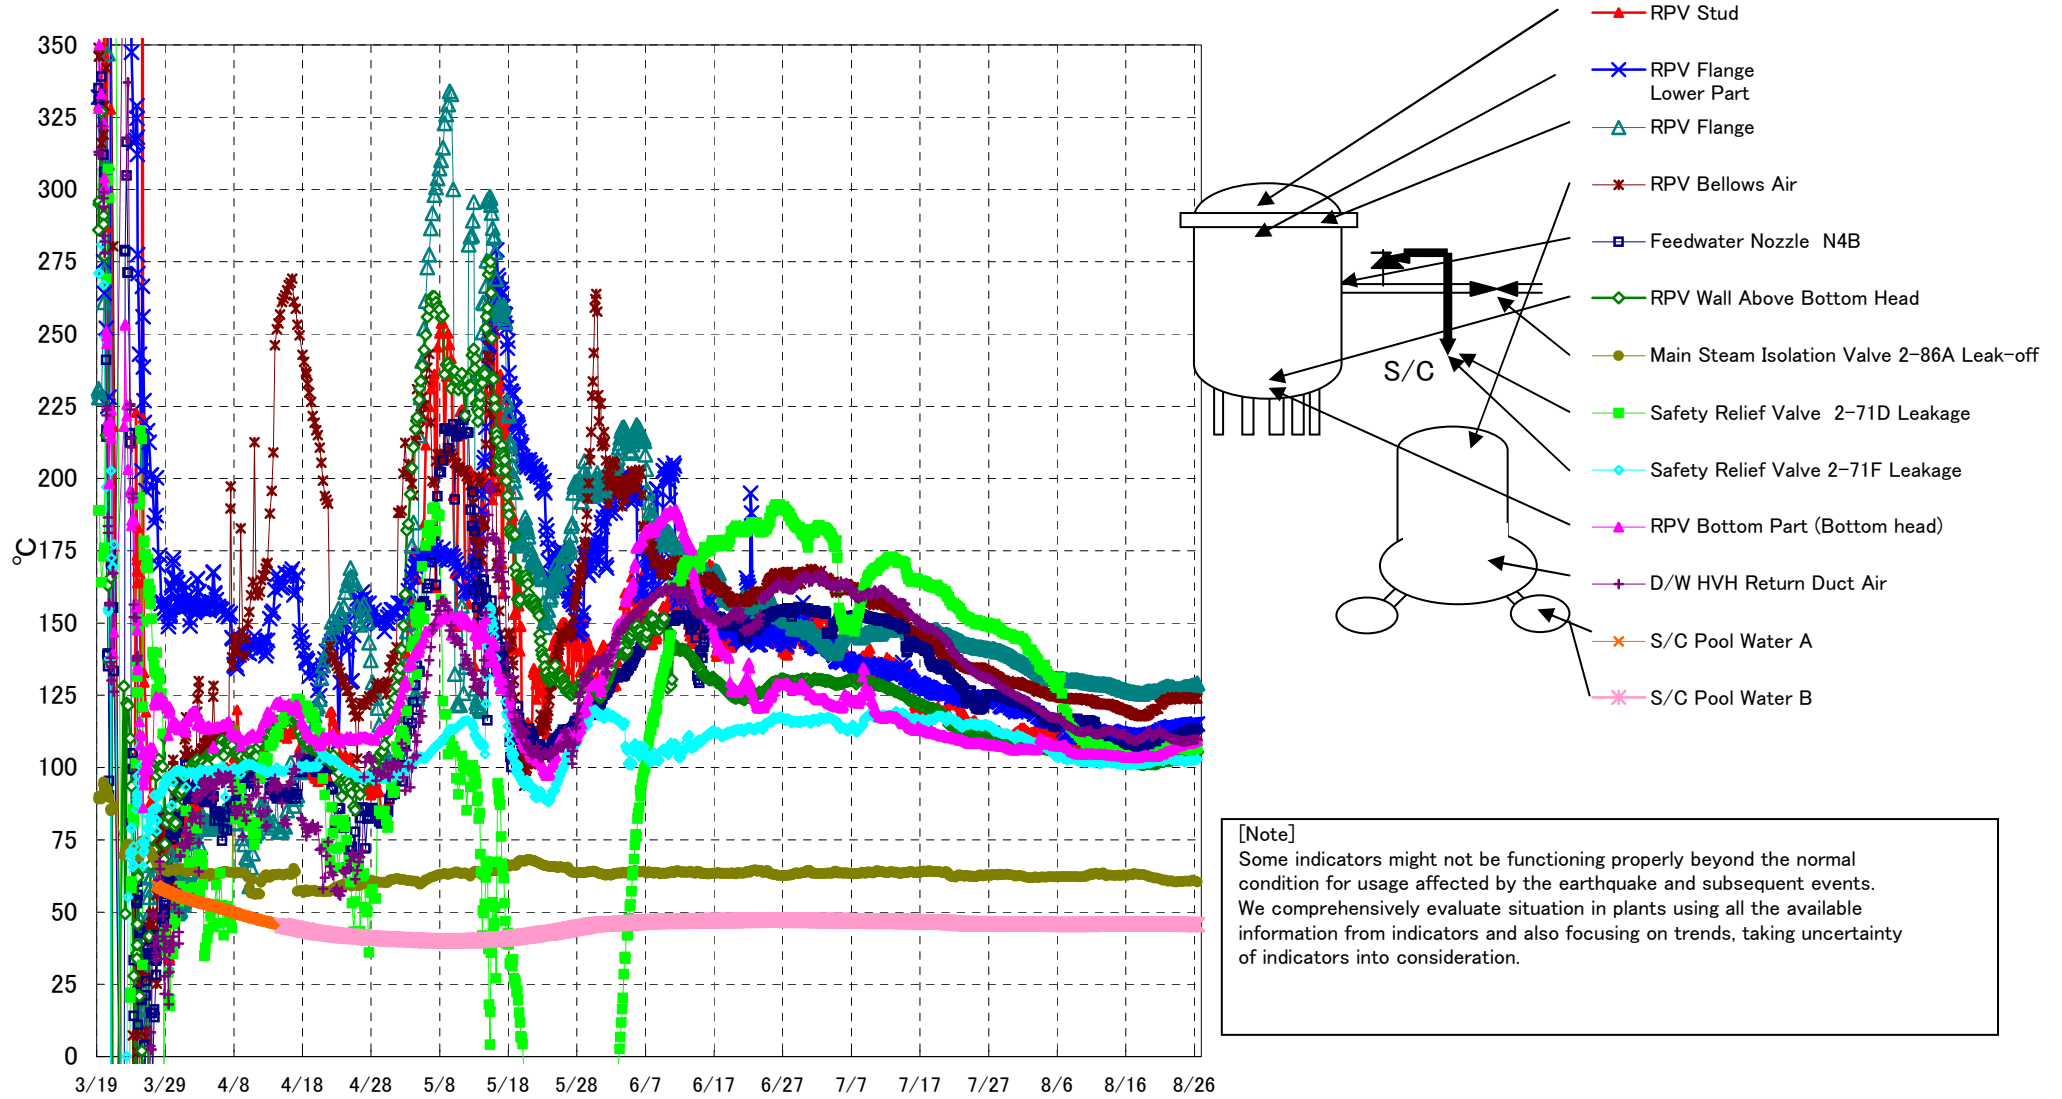 350
325
300
275
250
225
200
175
150
125
100
75
50
25
0
℃
3/19 3/29 4/8 4/18 4/28 5/8 5/18 5/28 6/7 6/17 6/27 7/7 7/17 7/27 8/6 8/16 8/26
RPV Stud
RPV Flange
Lower Part
RPV Flange
RPV Bellows Air
Feedwater Nozzle N4B
RPV Wall Above Bottom Head
Main Steam Isolation Valve 2-86A Leak-off
Safety Relief Valve 2-71D Leakage
Safety Relief Valve 2-71F Leakage
RPV Bottom Part (Bottom head)
D/W HVH Return Duct Air
S/C Pool Water A
S/C Pool Water B
S/C
[Note]
Some indicators might not be functioning properly beyond the normal
condition for usage affected by the earthquake and subsequent events.
We comprehensively evaluate situation in plants using all the available
information from indicators and also focusing on trends, taking uncertainty
of indicators into consideration.